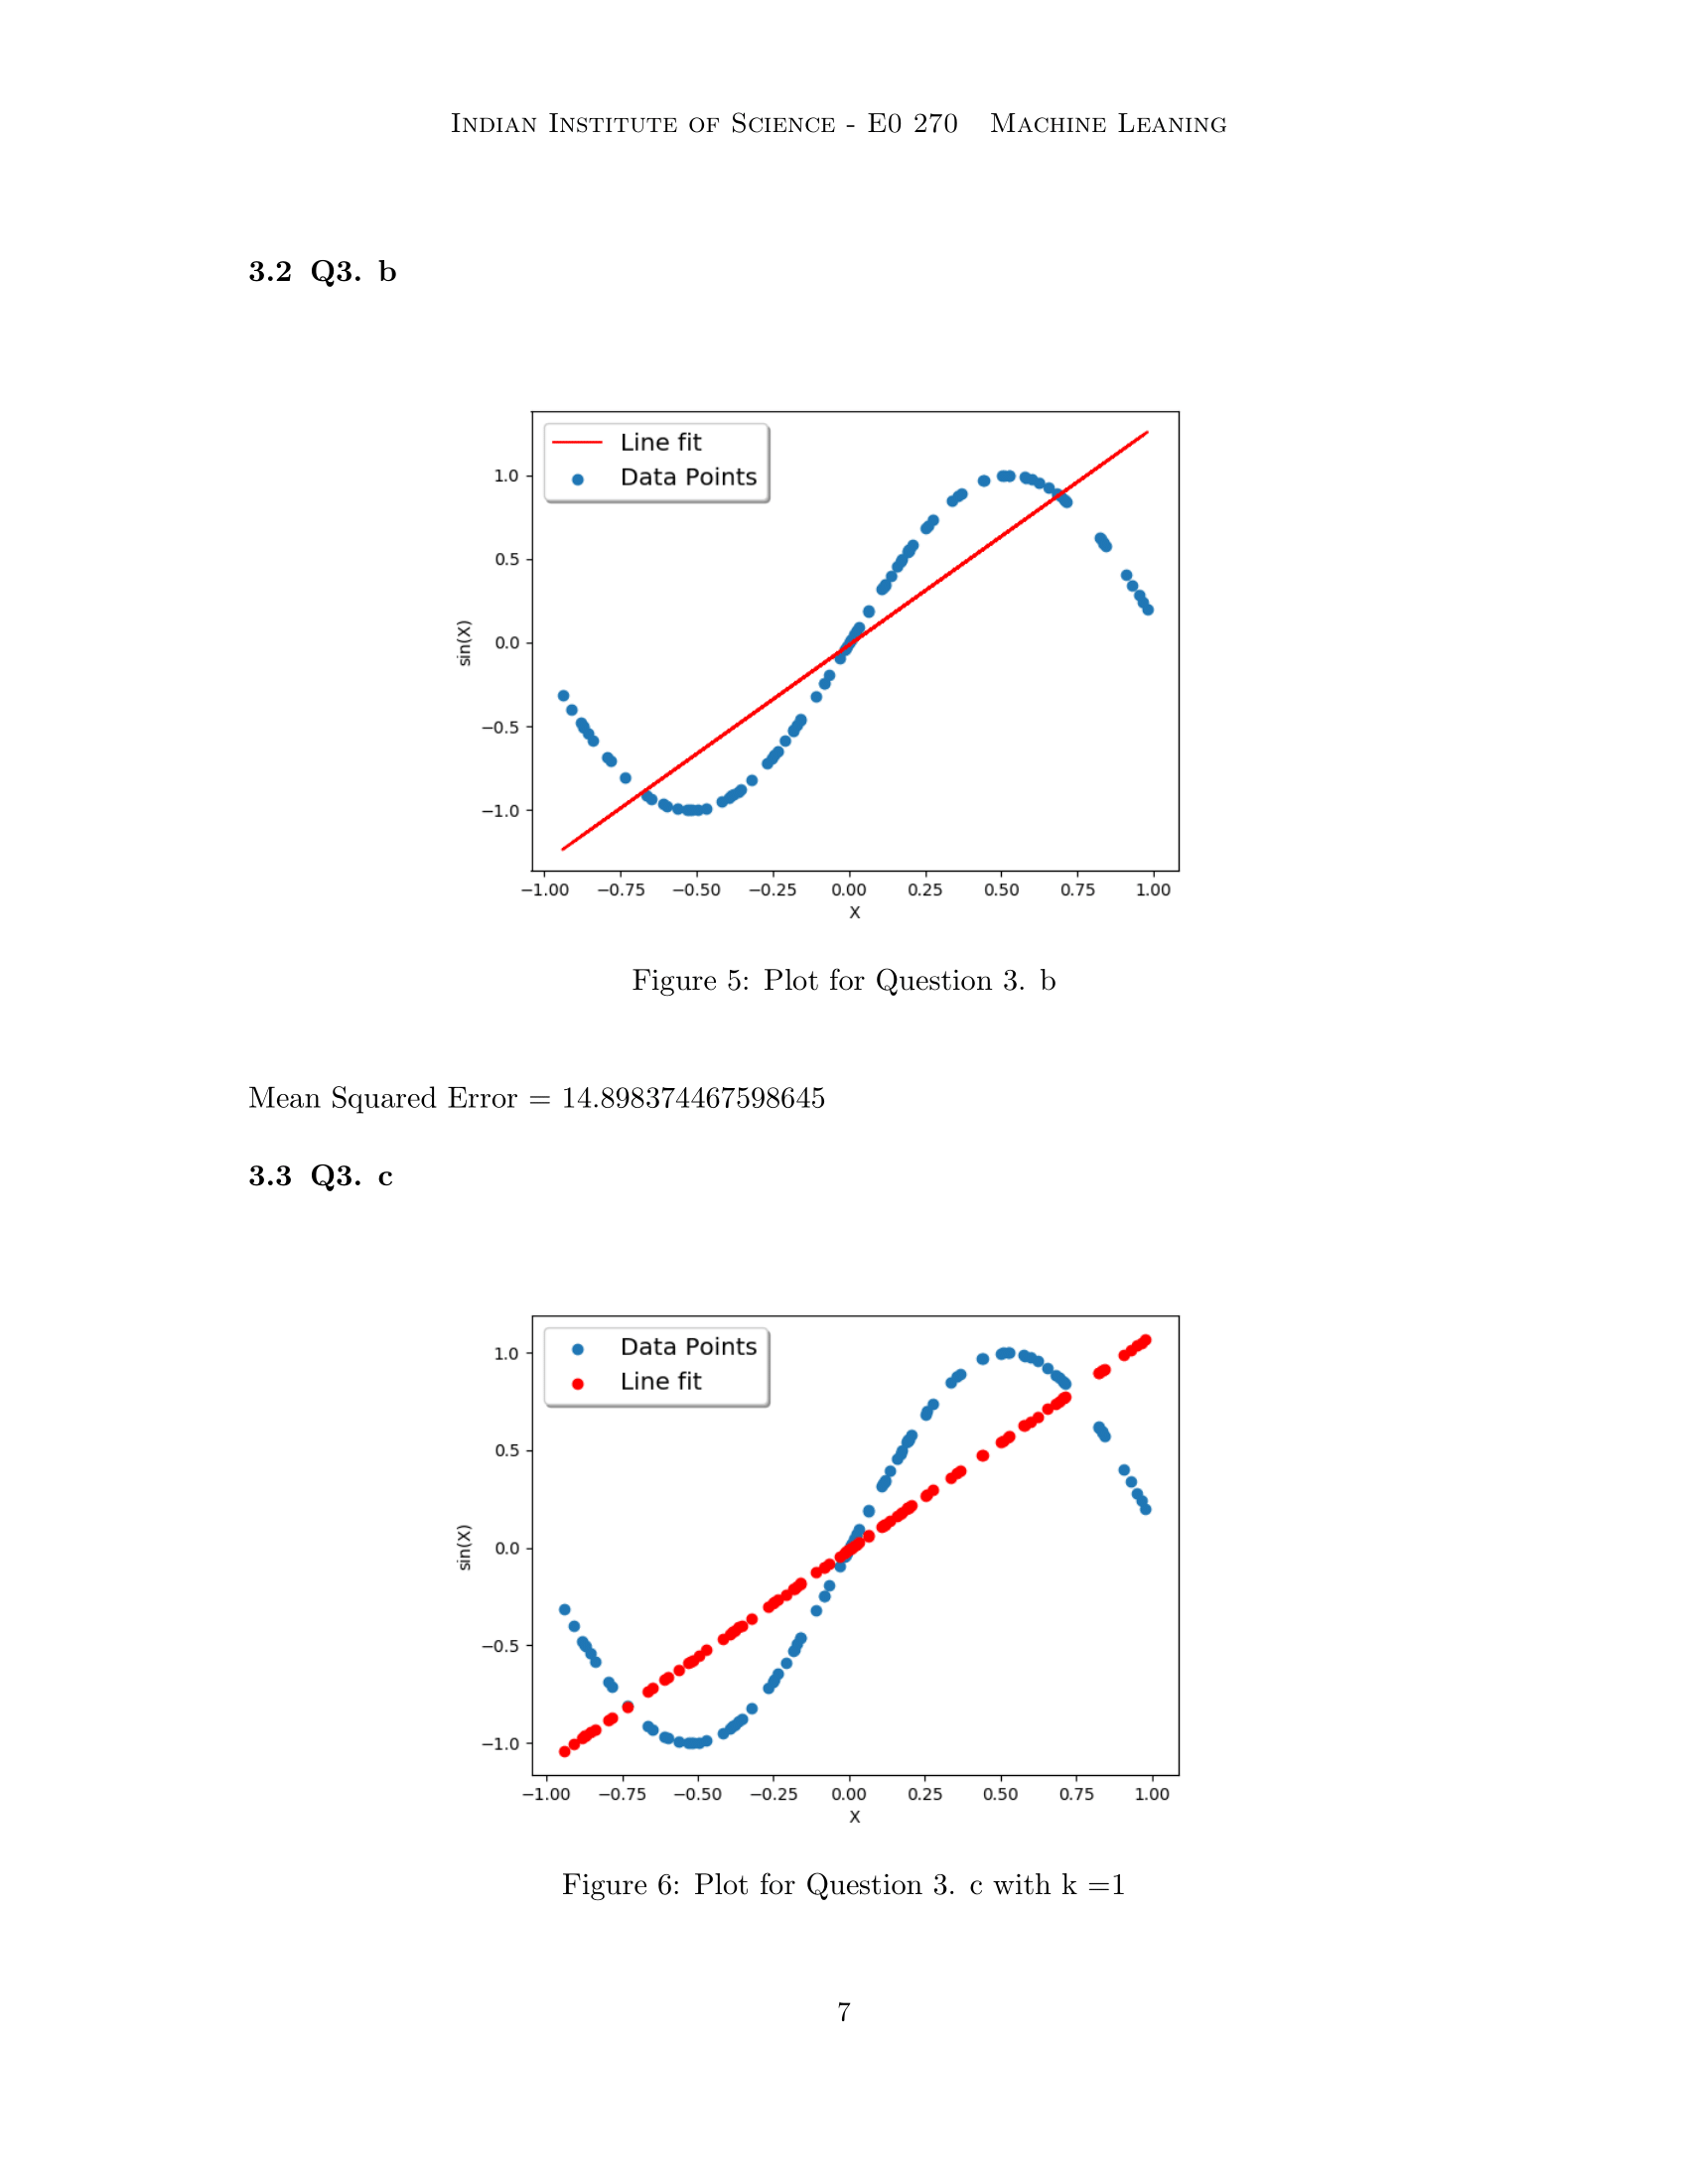 Indian Institute of Science - E0 270 Machine Leaning
3.2 Q3. b
Line fit
Data Points
1.0
0.5
0.0
−0.5
−1.0
sin(X)
−1.00 −0.75 −0.50 −0.25 0.00 0.25 0.50 0.75 1.00
X
Figure 5: Plot for Question 3. b
Mean Squared Error = 14.898374467598645
3.3 Q3. c
Data Points
Line fit
1.0
0.5
0.0
−0.5
−1.0
sin(X)
−1.00 −0.75 −0.50 −0.25 0.00 0.25 0.50 0.75 1.00
X
Figure 6: Plot for Question 3. c with k =1
7